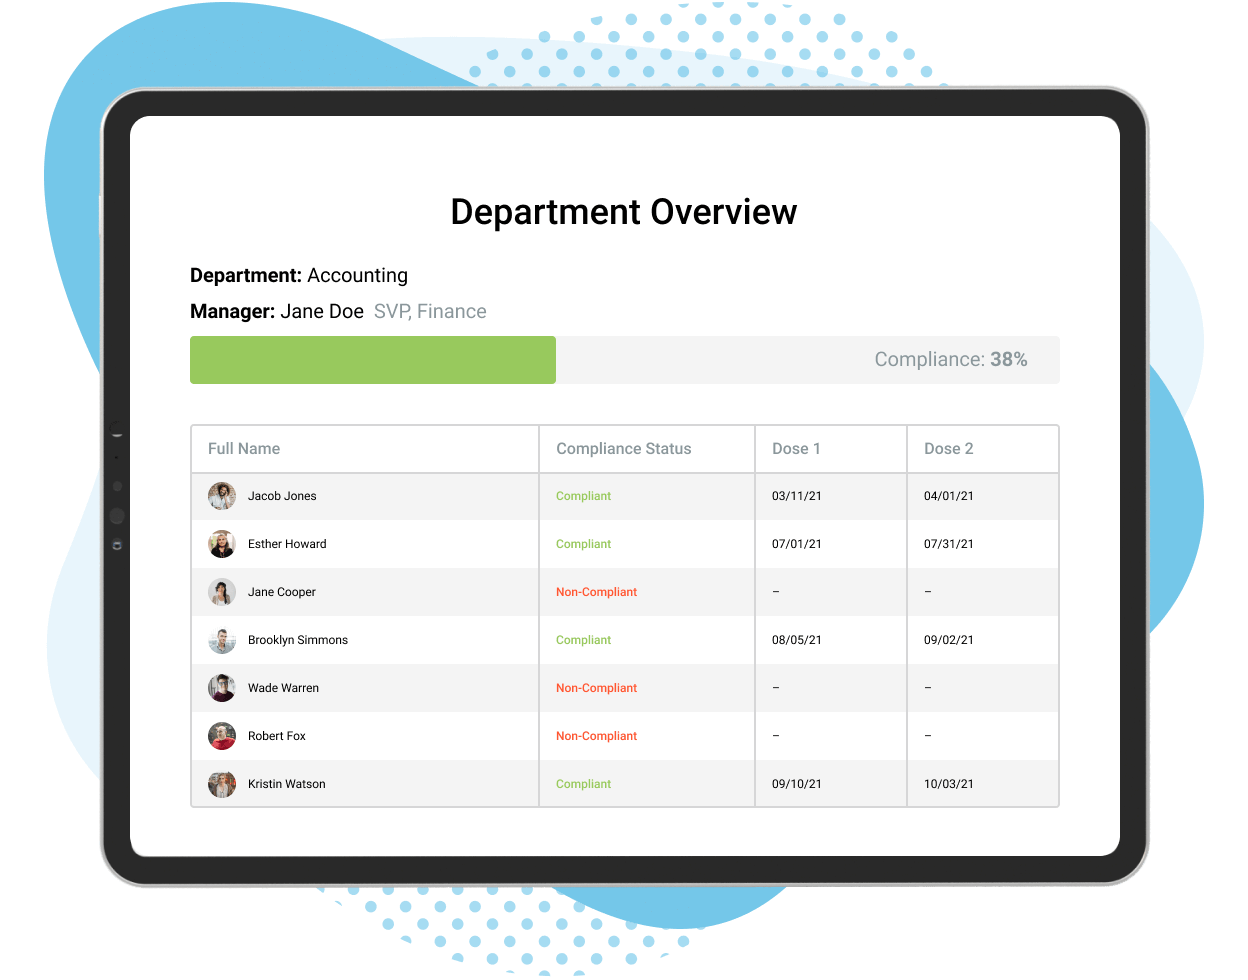 Department Overview
Department: Accounting
Manager: Jane Doe SVP, Finance
Compliance: 38%
Full Name Compliance Status Dose 1 Dose 2
Jacob Jones Compliant 03/11/21 04/01/21
Esther Howard Compliant 07/01/21 07/31/21
Jane Cooper Non-Compliant – –
Brooklyn Simmons Compliant 08/05/21 09/02/21
Wade Warren Non-Compliant – –
Robert Fox Non-Compliant – –
Kristin Watson Compliant 09/10/21 10/03/21